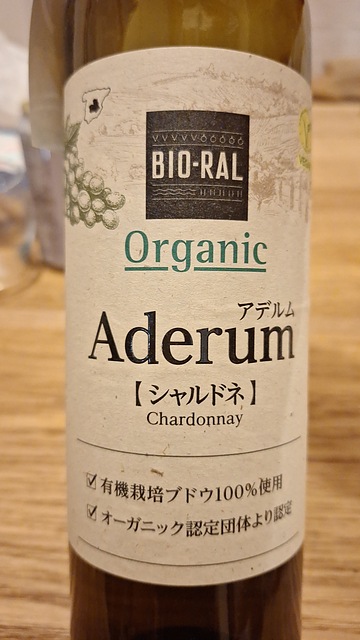 BIO-RAL
Organic
アデルム
Aderum
【シャルドネ】
Chardonnay
☑有機栽培ブドウ100%使用
☑オーガニック認定団体より認定